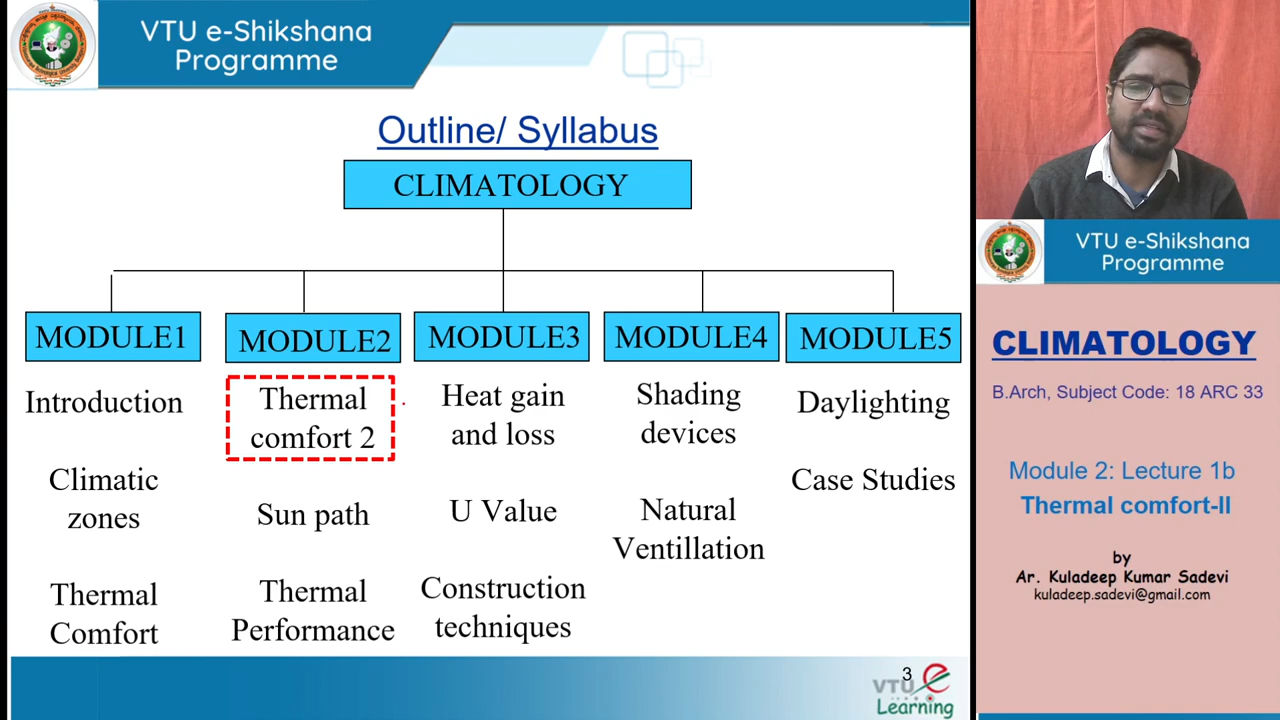 VTU e-Shikshana
Programme
Outline/ Syllabus
CLIMATOLOGY
MODULE1
Introduction
Climatic
zones
Thermal
Comfort
MODULE2
Thermal
comfort 2
Sun path
Thermal
Performance
MODULE3
Heat gain
and loss
U Value
Construction
techniques
MODULE4
Shading
devices
Natural
Ventillation
MODULE5
Daylighting
Case Studies
3
VTU e
Learning
VTU e-Shikshana
Programme
CLIMATOLOGY
B.Arch, Subject Code: 18 ARC 33
Module 2: Lecture 1b
Thermal comfort-II
by
Ar. Kuladeep Kumar Sadevi
kuladeep.sadevi@gmail.com